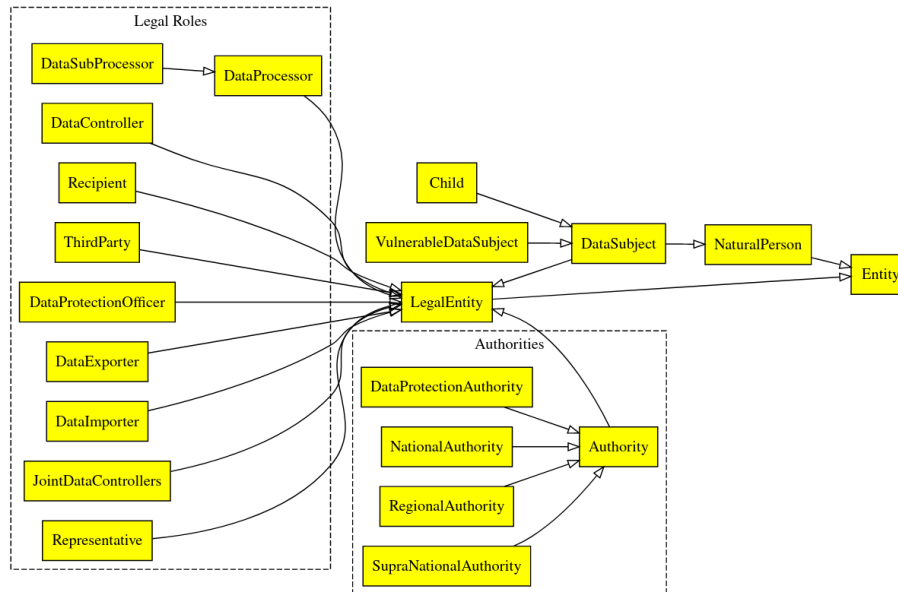 Legal Roles
DataSubProcessor
DataProcessor
DataController
Recipient
ThirdParty
DataProtectionOfficer
DataExporter
DataImporter
JointDataControllers
Representative
Child
VulnerableDataSubject
DataSubject
NaturalPerson
Entity
LegalEntity
Authorities
DataProtectionAuthority
NationalAuthority
Authority
RegionalAuthority
SupraNationalAuthority